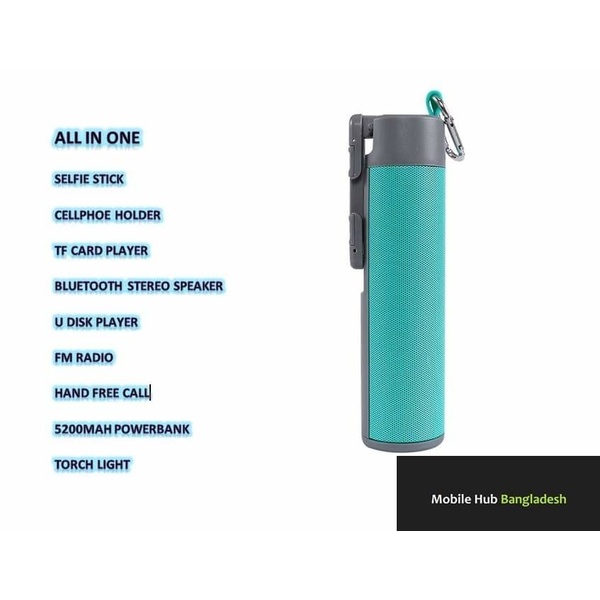 ALL IN ONE
SELFIE STICK
CELLPHOE HOLDER
TF CARD PLAYER
BLUETOOTH STEREO SPEAKER
U DISK PLAYER
FM RADIO
HAND FREE CALL
5200MAH POWERBANK
TORCH LIGHT
Mobile Hub Bangladesh